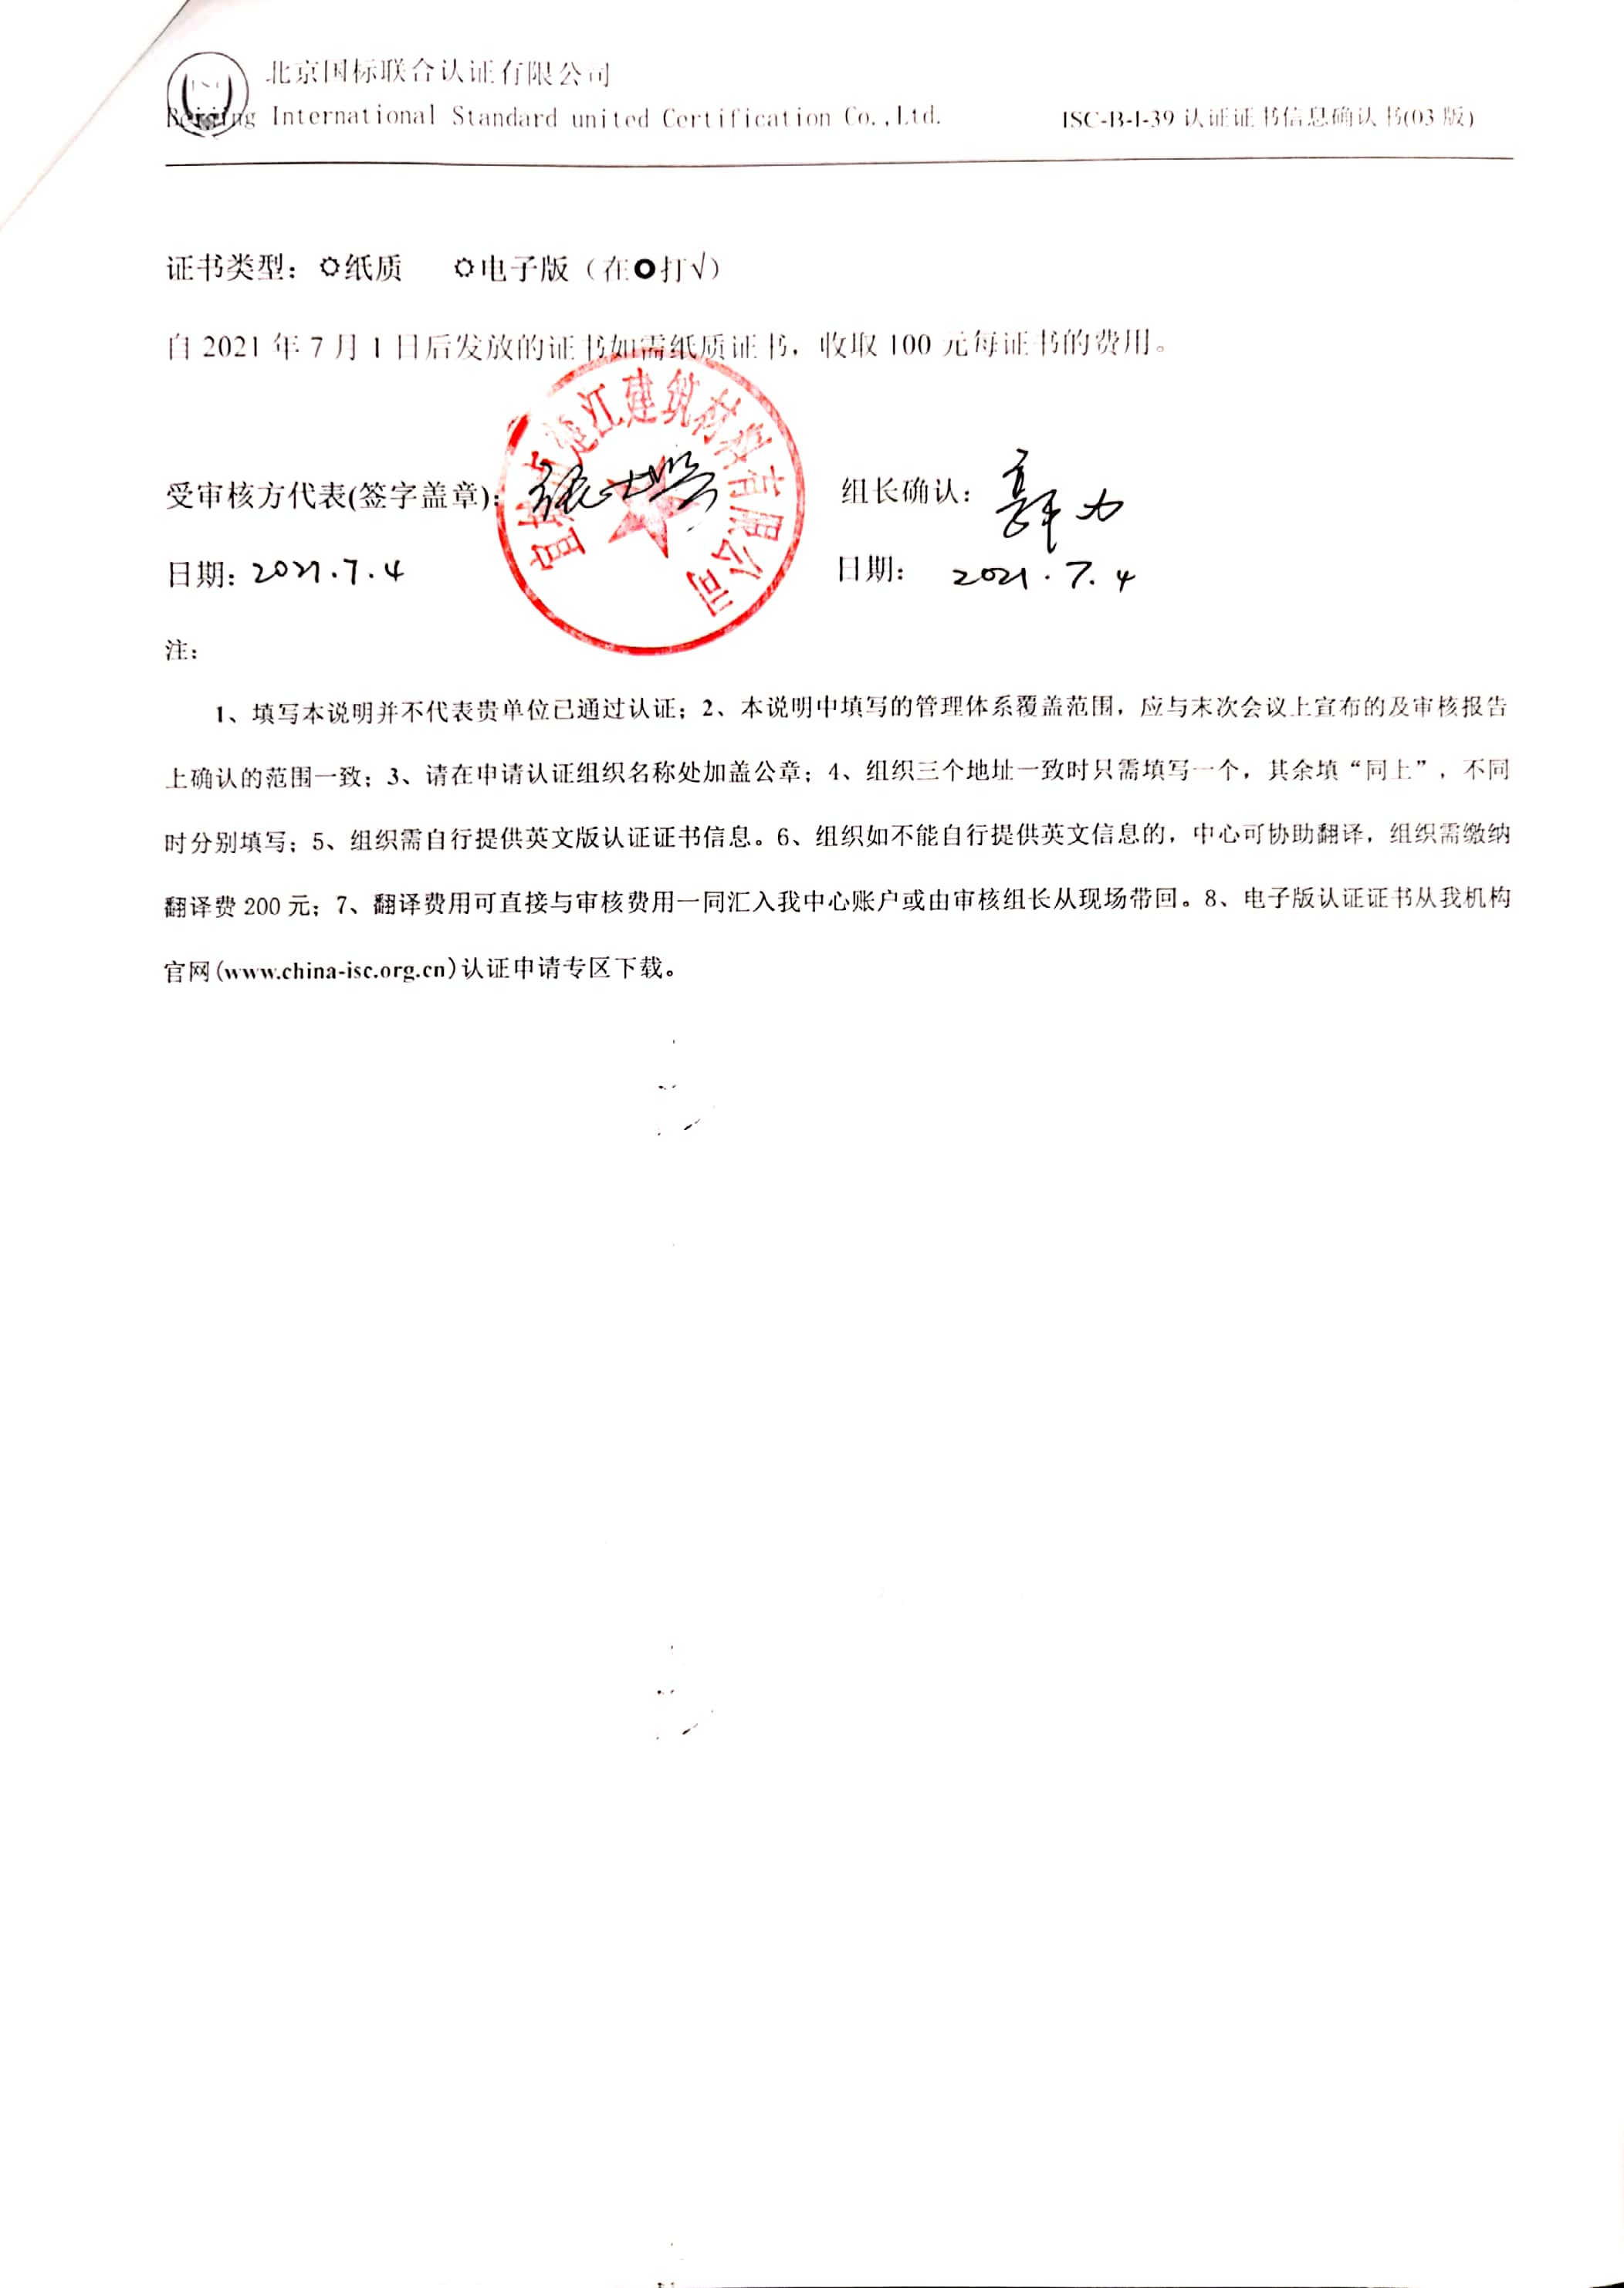 北京国标联合认证有限公司
Beijing International Standard united Certification Co.,Ltd.
ISC-B-I-39 认证证书信息确认书(03 版)
证书类型： 纸质 电子版（在打√）
自 2021 年 7 月 1 日后发放的证书如需纸质证书，收取 100 元每证书的费用。
受审核方代表(签字盖章)：
江建筑材料有限公司
组长确认： 郭力
日期: 2021.7.4
日期： 2021.7.4
注：
1、填写本说明并不代表贵单位已通过认证；2、本说明中填写的管理体系覆盖范围，应与末次会议上宣布的及审核报告
上确认的范围一致；3、请在申请认证组织名称处加盖公章；4、组织三个地址一致时只需填写一个，其余填“同上”，不同
时分别填写；5、组织需自行提供英文版认证证书信息。6、组织如不能自行提供英文信息的，中心可协助翻译，组织需缴纳
翻译费 200 元；7、翻译费用可直接与审核费用一同汇入我中心账户或由审核组长从现场带回。8、电子版认证证书从我机构
官网(www.china-isc.org.cn)认证申请专区下载。